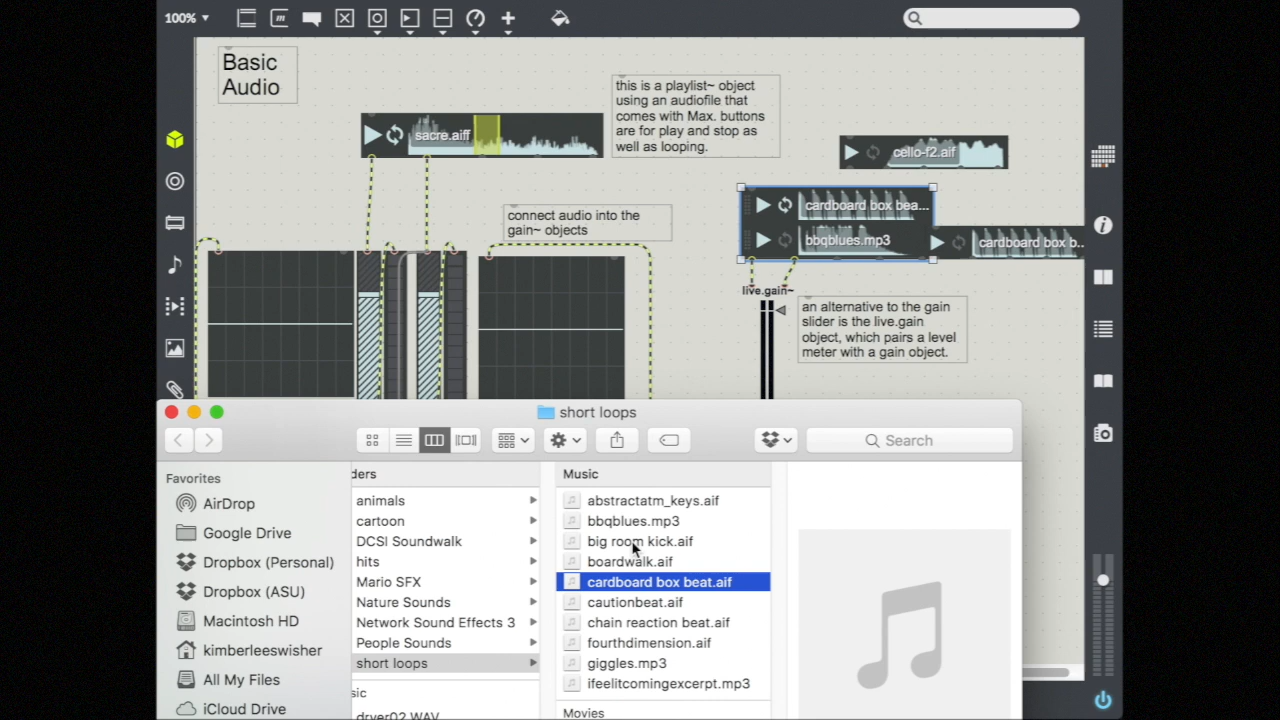 100%
Basic
Audio
this is a playlist~ object
using an audiofile that
comes with Max. buttons
are for play and stop as
well as looping.
sacre.aiff
cello-f2.aif
cardboard box bea...
bbqblues.mp3
cardboard box b..
connect audio into the
gain~ objects
live.gain~
an alternative to the gain
slider is the live.gain
object, which pairs a level
meter with a gain object.
short loops
Search
Favorites
AirDrop
Google Drive
Dropbox (Personal)
Dropbox (ASU)
Macintosh HD
kimberleeswisher
All My Files
iCloud Drive
ders
animals
cartoon
DCSI Soundwalk
hits
Mario SFX
Nature Sounds
Network Sound Effects 3
People Sounds
short loops
sic
dryer02.WAV
Music
abstractatm_keys.aif
bbqblues.mp3
big room kick.aif
boardwalk.aif
cardboard box beat.aif
cautionbeat.aif
chain reaction beat.aif
fourthdimension.aif
giggles.mp3
ifeelitcomingexcerpt.mp3
Movies